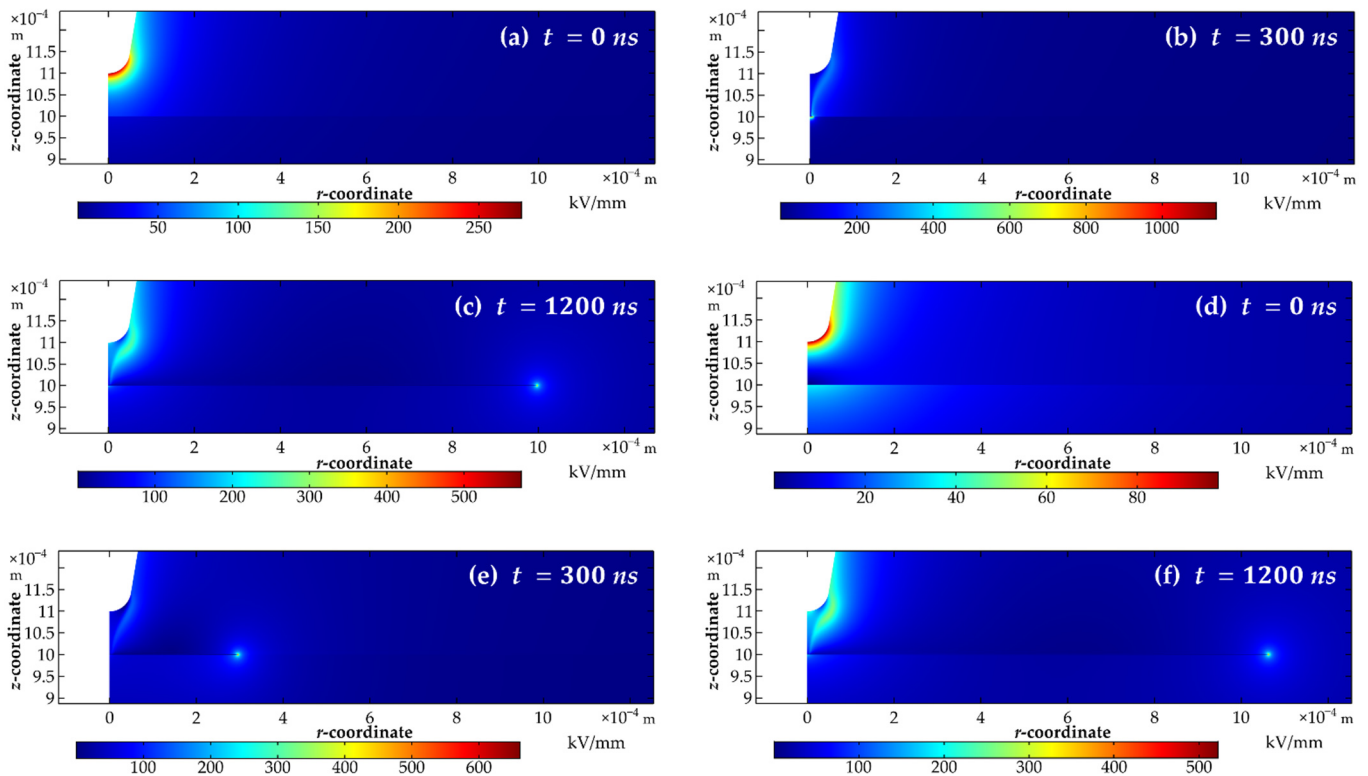 ×10⁻⁴
m
(a) t = 0 ns
11.5
11
10.5
10
9.5
9
z-coordinate
0 2 4 6 8 10 ×10⁻⁴ m
r-coordinate
kV/mm
50 100 150 200 250
×10⁻⁴
m
(b) t = 300 ns
11.5
11
10.5
10
9.5
9
z-coordinate
0 2 4 6 8 10 ×10⁻⁴ m
r-coordinate
kV/mm
200 400 600 800 1000
×10⁻⁴
m
(c) t = 1200 ns
11.5
11
10.5
10
9.5
9
z-coordinate
0 2 4 6 8 10 ×10⁻⁴ m
r-coordinate
kV/mm
100 200 300 400 500
×10⁻⁴
m
(d) t = 0 ns
11.5
11
10.5
10
9.5
9
z-coordinate
0 2 4 6 8 10 ×10⁻⁴ m
r-coordinate
kV/mm
20 40 60 80
×10⁻⁴
m
(e) t = 300 ns
11.5
11
10.5
10
9.5
9
z-coordinate
0 2 4 6 8 10 ×10⁻⁴ m
r-coordinate
kV/mm
100 200 300 400 500 600
×10⁻⁴
m
(f) t = 1200 ns
11.5
11
10.5
10
9.5
9
z-coordinate
0 2 4 6 8 10 ×10⁻⁴ m
r-coordinate
kV/mm
100 200 300 400 500